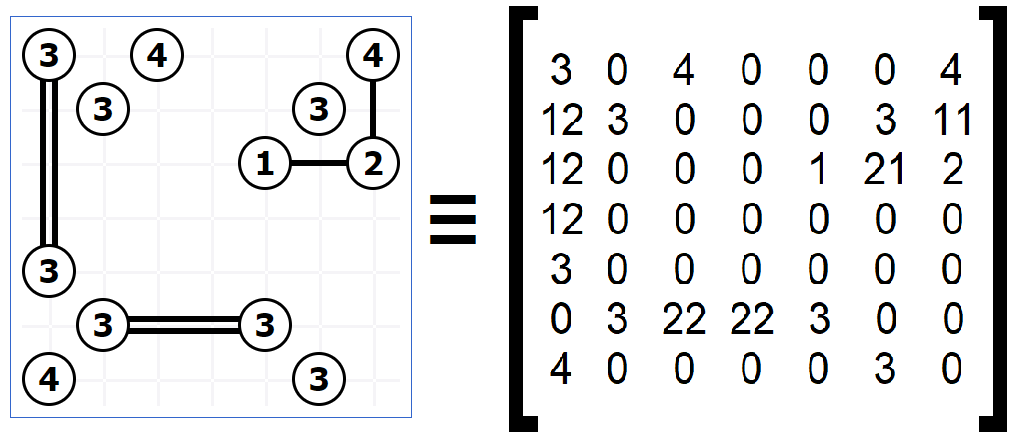 3 4 4
3 3
1 2
3
3 3
4 3
≡
3 0 4 0 0 0 4
12 3 0 0 0 3 11
12 0 0 0 1 21 2
12 0 0 0 0 0 0
3 0 0 0 0 0 0
0 3 22 22 3 0 0
4 0 0 0 0 3 0